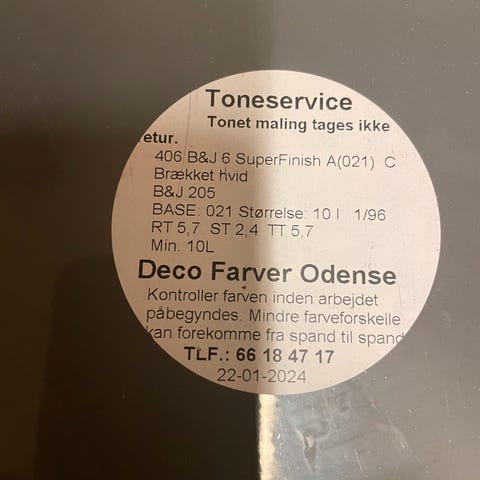 Toneservice
Tonet maling tages ikke
retur.
406 B&J 6 SuperFinish A(021) C
Brækket hvid
B&J 205
BASE: 021 Størrelse: 10 l 1/96
RT 5,7 ST 2,4 TT 5,7
Min. 10L
Deco Farver Odense
Kontroller farven inden arbejdet
påbegyndes. Mindre farveforskelle
kan forekomme fra spand til spand
TLF.: 66 18 47 17
22-01-2024